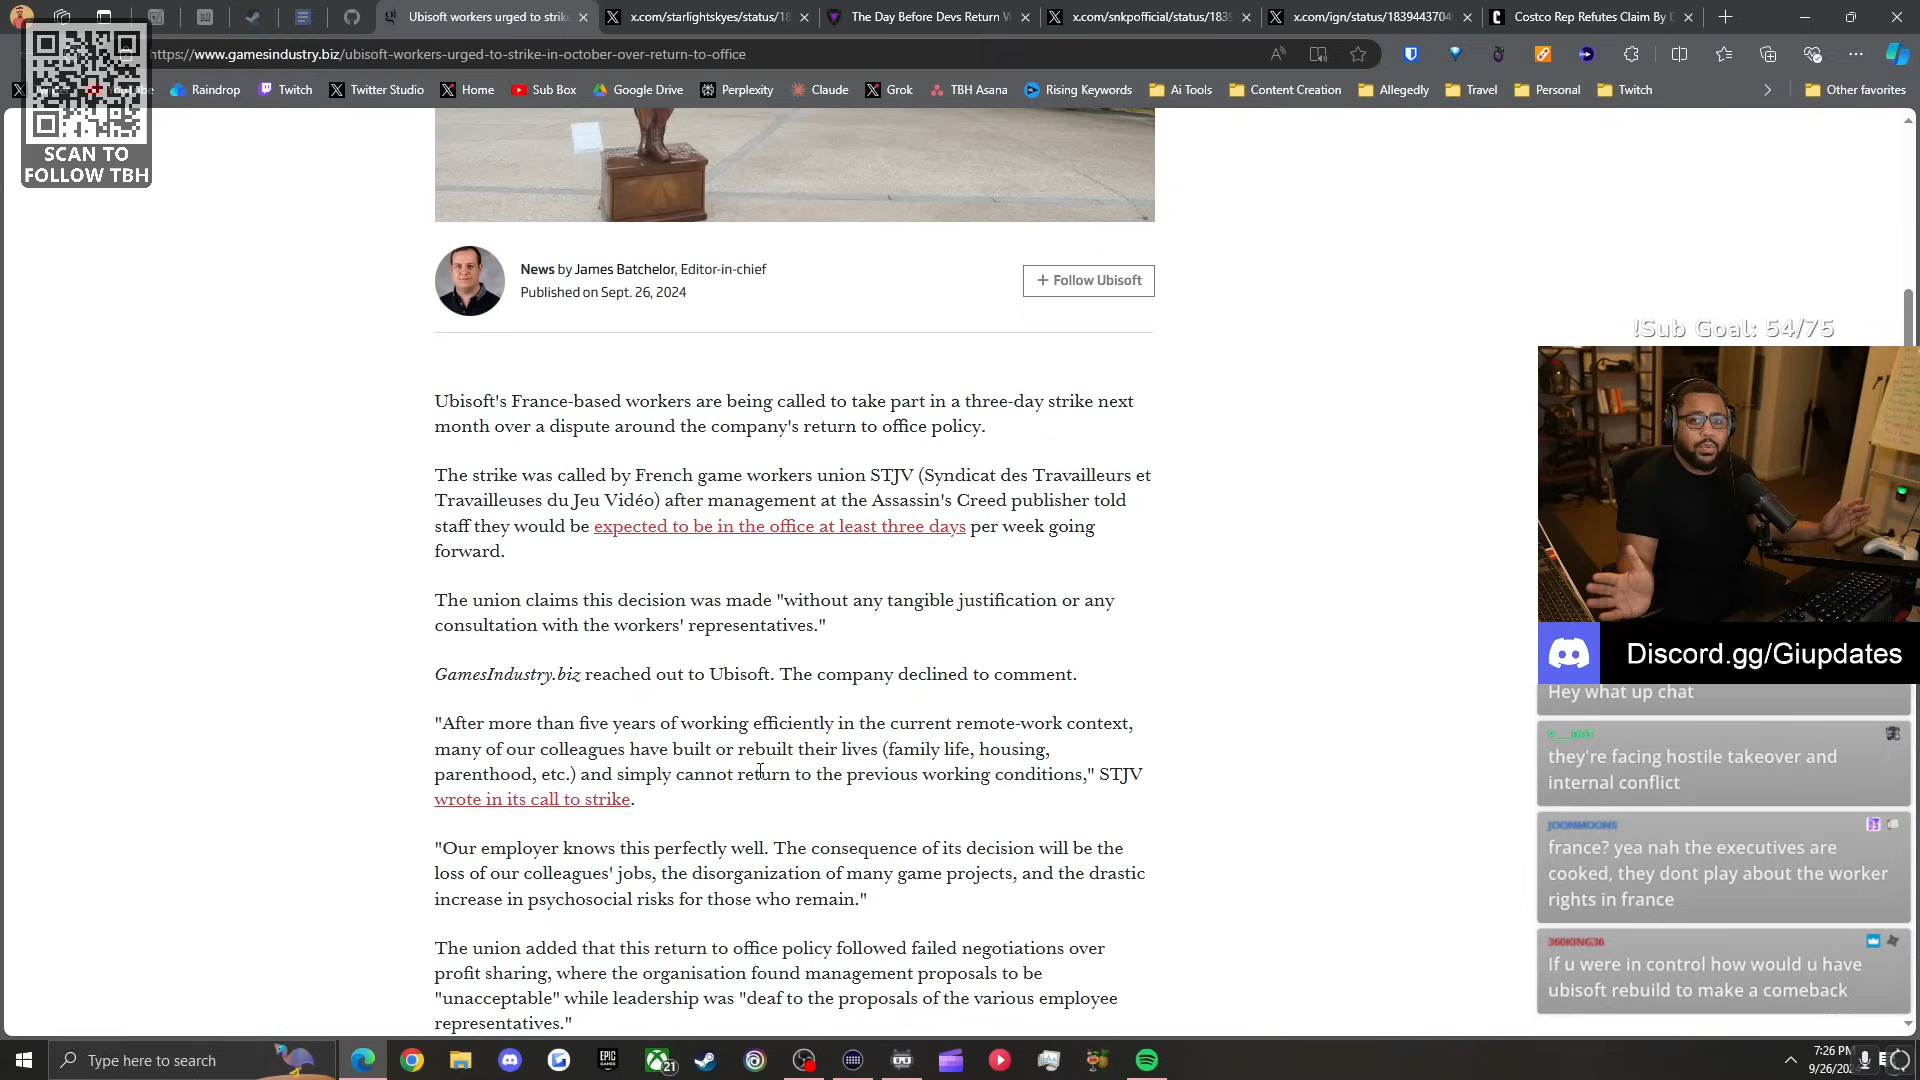 Ubisoft workers urged to strike
x.com/starlightskyes/status/18
The Day Before Devs Return W
x.com/snkpofficial/status/183
x.com/ign/status/1839443704
Costco Rep Refutes Claim By D
https://www.gamesindustry.biz/ubisoft-workers-urged-to-strike-in-october-over-return-to-office
Raindrop
Twitch
Twitter Studio
Home
Sub Box
Google Drive
Perplexity
Claude
Grok
TBH Asana
Rising Keywords
Ai Tools
Content Creation
Allegedly
Travel
Personal
Twitch
Other favorites
SCAN TO
FOLLOW TBH
News by James Batchelor, Editor-in-chief
Published on Sept. 26, 2024
+ Follow Ubisoft
Ubisoft's France-based workers are being called to take part in a three-day strike next
month over a dispute around the company's return to office policy.
The strike was called by French game workers union STJV (Syndicat des Travailleurs et
Travailleuses du Jeu Vidéo) after management at the Assassin's Creed publisher told
staff they would be expected to be in the office at least three days per week going
forward.
The union claims this decision was made "without any tangible justification or any
consultation with the workers' representatives."
GamesIndustry.biz reached out to Ubisoft. The company declined to comment.
"After more than five years of working efficiently in the current remote-work context,
many of our colleagues have built or rebuilt their lives (family life, housing,
parenthood, etc.) and simply cannot return to the previous working conditions," STJV
wrote in its call to strike.
"Our employer knows this perfectly well. The consequence of its decision will be the
loss of our colleagues' jobs, the disorganization of many game projects, and the drastic
increase in psychosocial risks for those who remain."
The union added that this return to office policy followed failed negotiations over
profit sharing, where the organisation found management proposals to be
"unacceptable" while leadership was "deaf to the proposals of the various employee
representatives."
!Sub Goal: 54/75
Discord.gg/Giupdates
Hey what up chat
they're facing hostile takeover and
internal conflict
JOONMOONS
france? yea nah the executives are
cooked, they dont play about the worker
rights in france
360KING36
If u were in control how would u have
ubisoft rebuild to make a comeback
Type here to search
EPIC
GAMES
21
7:26 PM
9/26/20